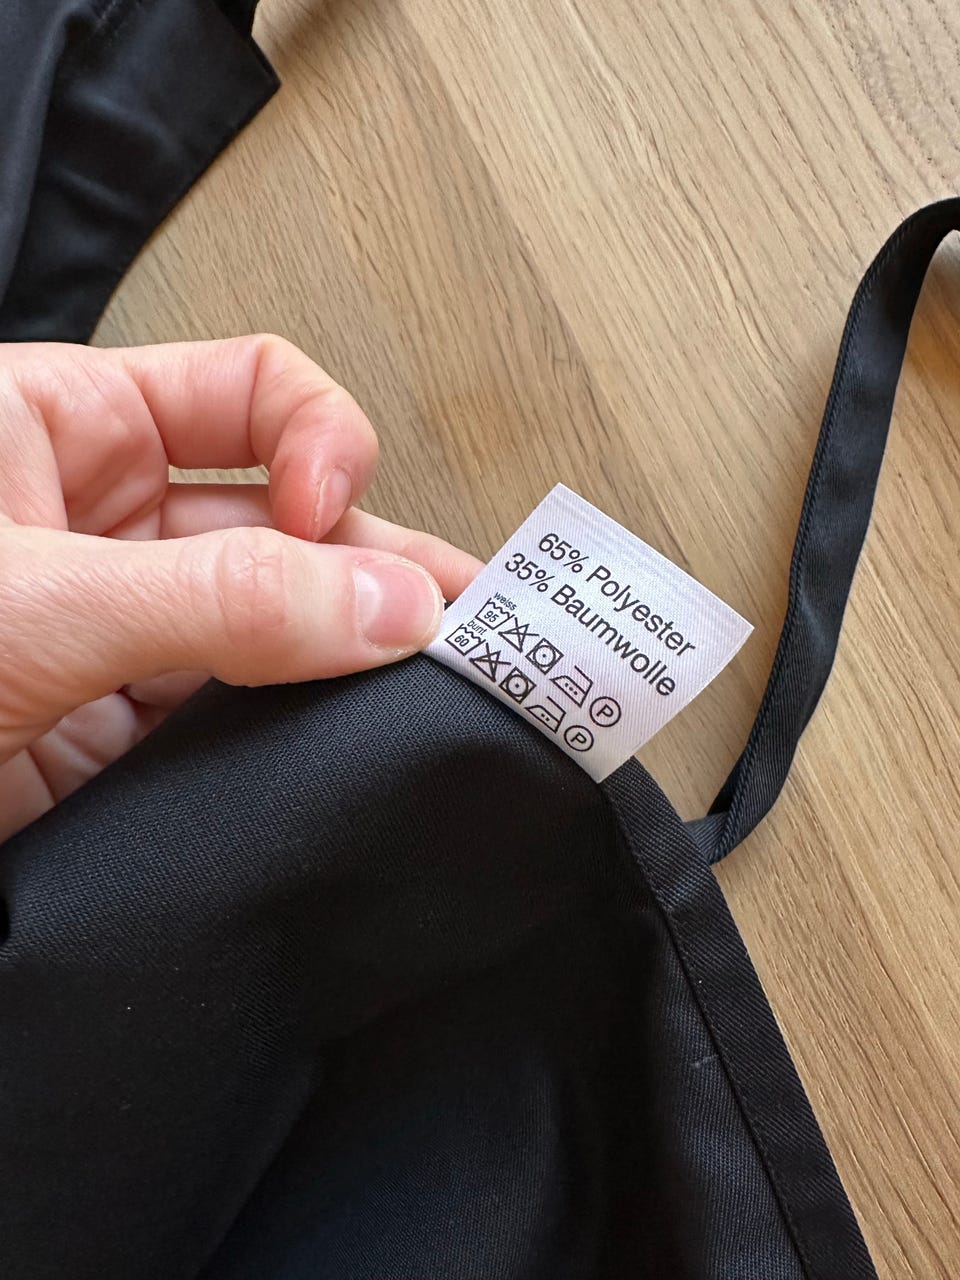 65% Polyester
35% Baumwolle
weiss
95 P
bunt
60 P